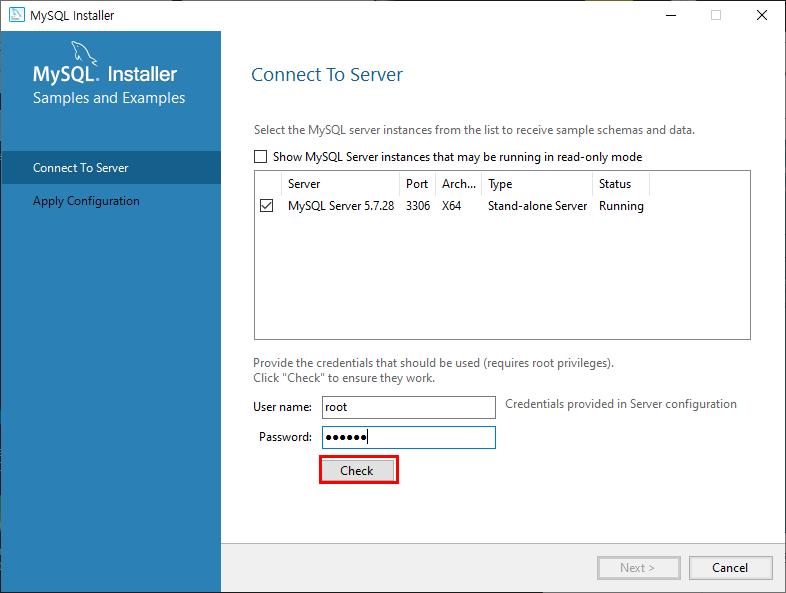 MySQL Installer
MySQL. Installer
Samples and Examples
Connect To Server
Apply Configuration
Connect To Server
Select the MySQL server instances from the list to receive sample schemas and data.
Show MySQL Server instances that may be running in read-only mode
Server Port Arch... Type Status
MySQL Server 5.7.28 3306 X64 Stand-alone Server Running
Provide the credentials that should be used (requires root privileges).
Click "Check" to ensure they work.
User name: root Credentials provided in Server configuration
Password: ●●●●●●
Check
Next > Cancel